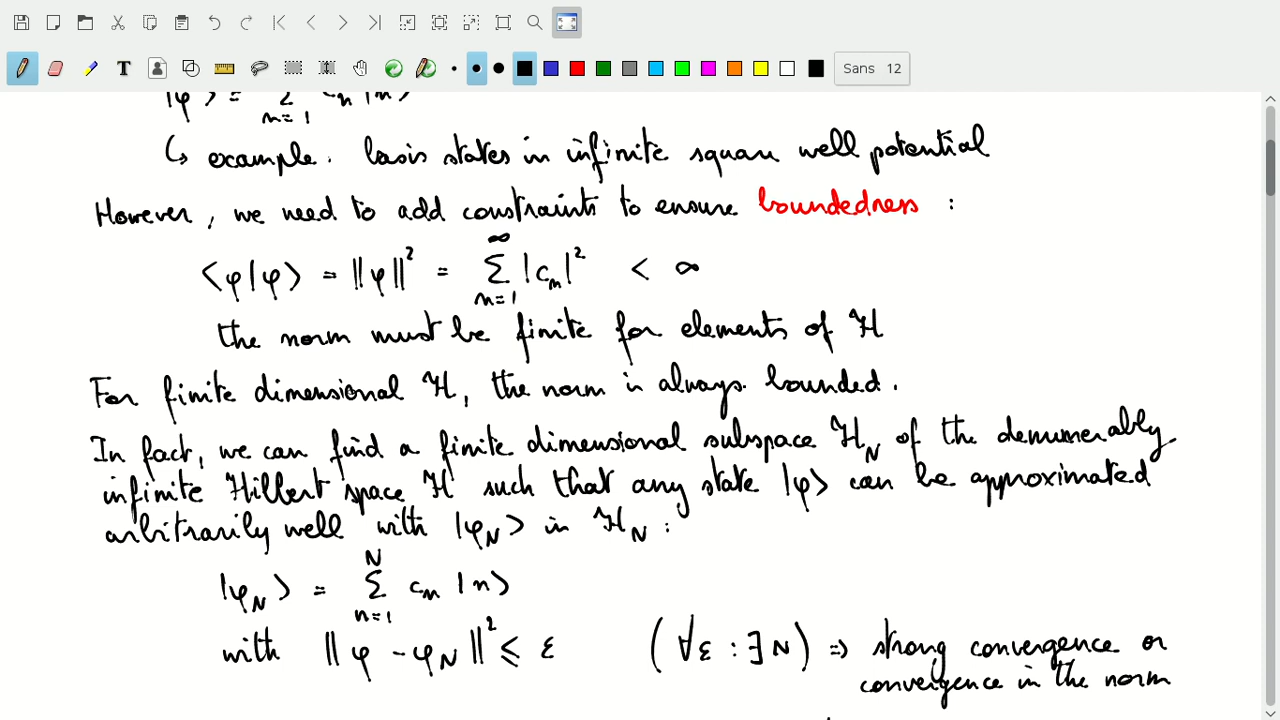 Sans 12
|φ> = Σ cn |n>
n=1
↳ example: basis states in infinite square well potential
However, we need to add constraints to ensure boundedness :
<φ|φ> = ||φ||² = Σ |cn|² < ∞
the norm must be finite for elements of H
For finite dimensional H, the norm is always bounded.
In fact, we can find a finite dimensional subspace H_N of the denumerably
infinite Hilbert space H such that any state |φ> can be approximated
arbitrarily well with |φ_N> in H_N :
|φ_N> = Σ cn |n>
with ||φ - φ_N||² ≤ ε (∀ε : ∃N) => strong convergence or
convergence in the norm